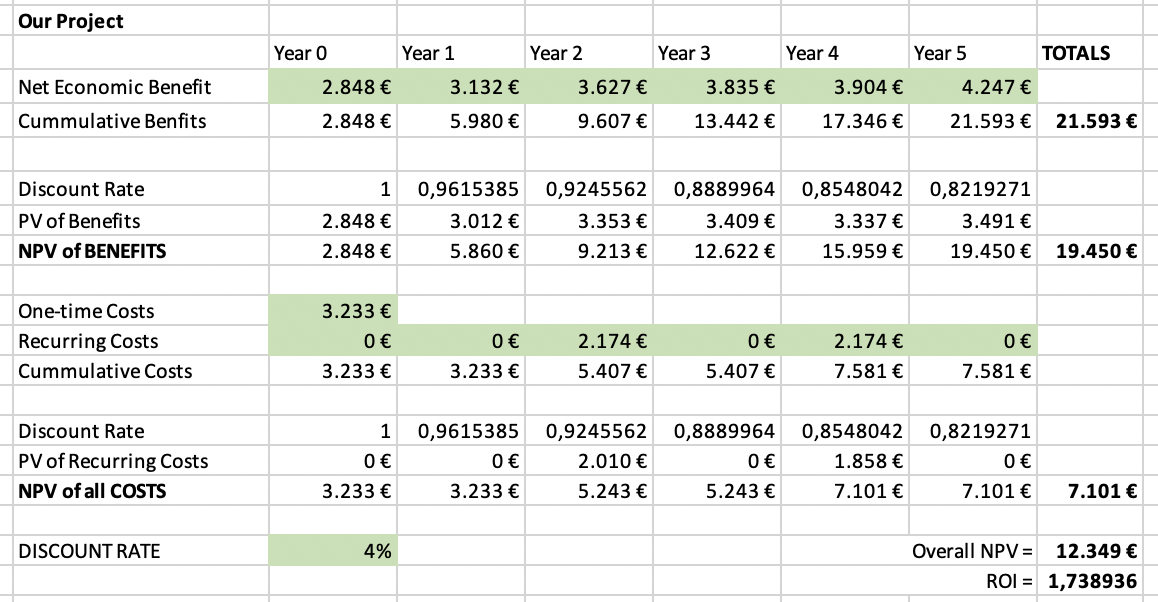 Our Project
Year 0 Year 1 Year 2 Year 3 Year 4 Year 5 TOTALS
Net Economic Benefit 2.848 € 3.132 € 3.627 € 3.835 € 3.904 € 4.247 €
Cummulative Benfits 2.848 € 5.980 € 9.607 € 13.442 € 17.346 € 21.593 € 21.593 €
Discount Rate 1 0,9615385 0,9245562 0,8889964 0,8548042 0,8219271
PV of Benefits 2.848 € 3.012 € 3.353 € 3.409 € 3.337 € 3.491 €
NPV of BENEFITS 2.848 € 5.860 € 9.213 € 12.622 € 15.959 € 19.450 € 19.450 €
One-time Costs 3.233 €
Recurring Costs 0 € 0 € 2.174 € 0 € 2.174 € 0 €
Cummulative Costs 3.233 € 3.233 € 5.407 € 5.407 € 7.581 € 7.581 €
Discount Rate 1 0,9615385 0,9245562 0,8889964 0,8548042 0,8219271
PV of Recurring Costs 0 € 0 € 2.010 € 0 € 1.858 € 0 €
NPV of all COSTS 3.233 € 3.233 € 5.243 € 5.243 € 7.101 € 7.101 € 7.101 €
DISCOUNT RATE 4% Overall NPV = 12.349 €
ROI = 1,738936